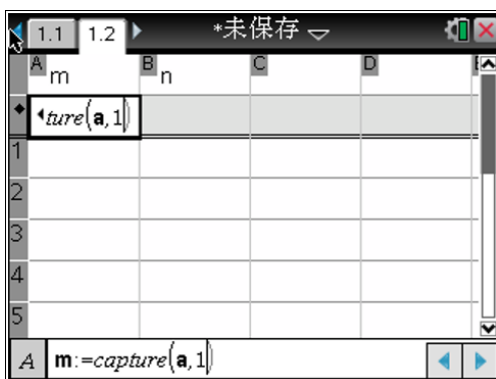 1.1 1.2 *未保存
A m B n C D E
◆ ture(a,1)
1
2
3
4
5
A m:=capture(a,1)